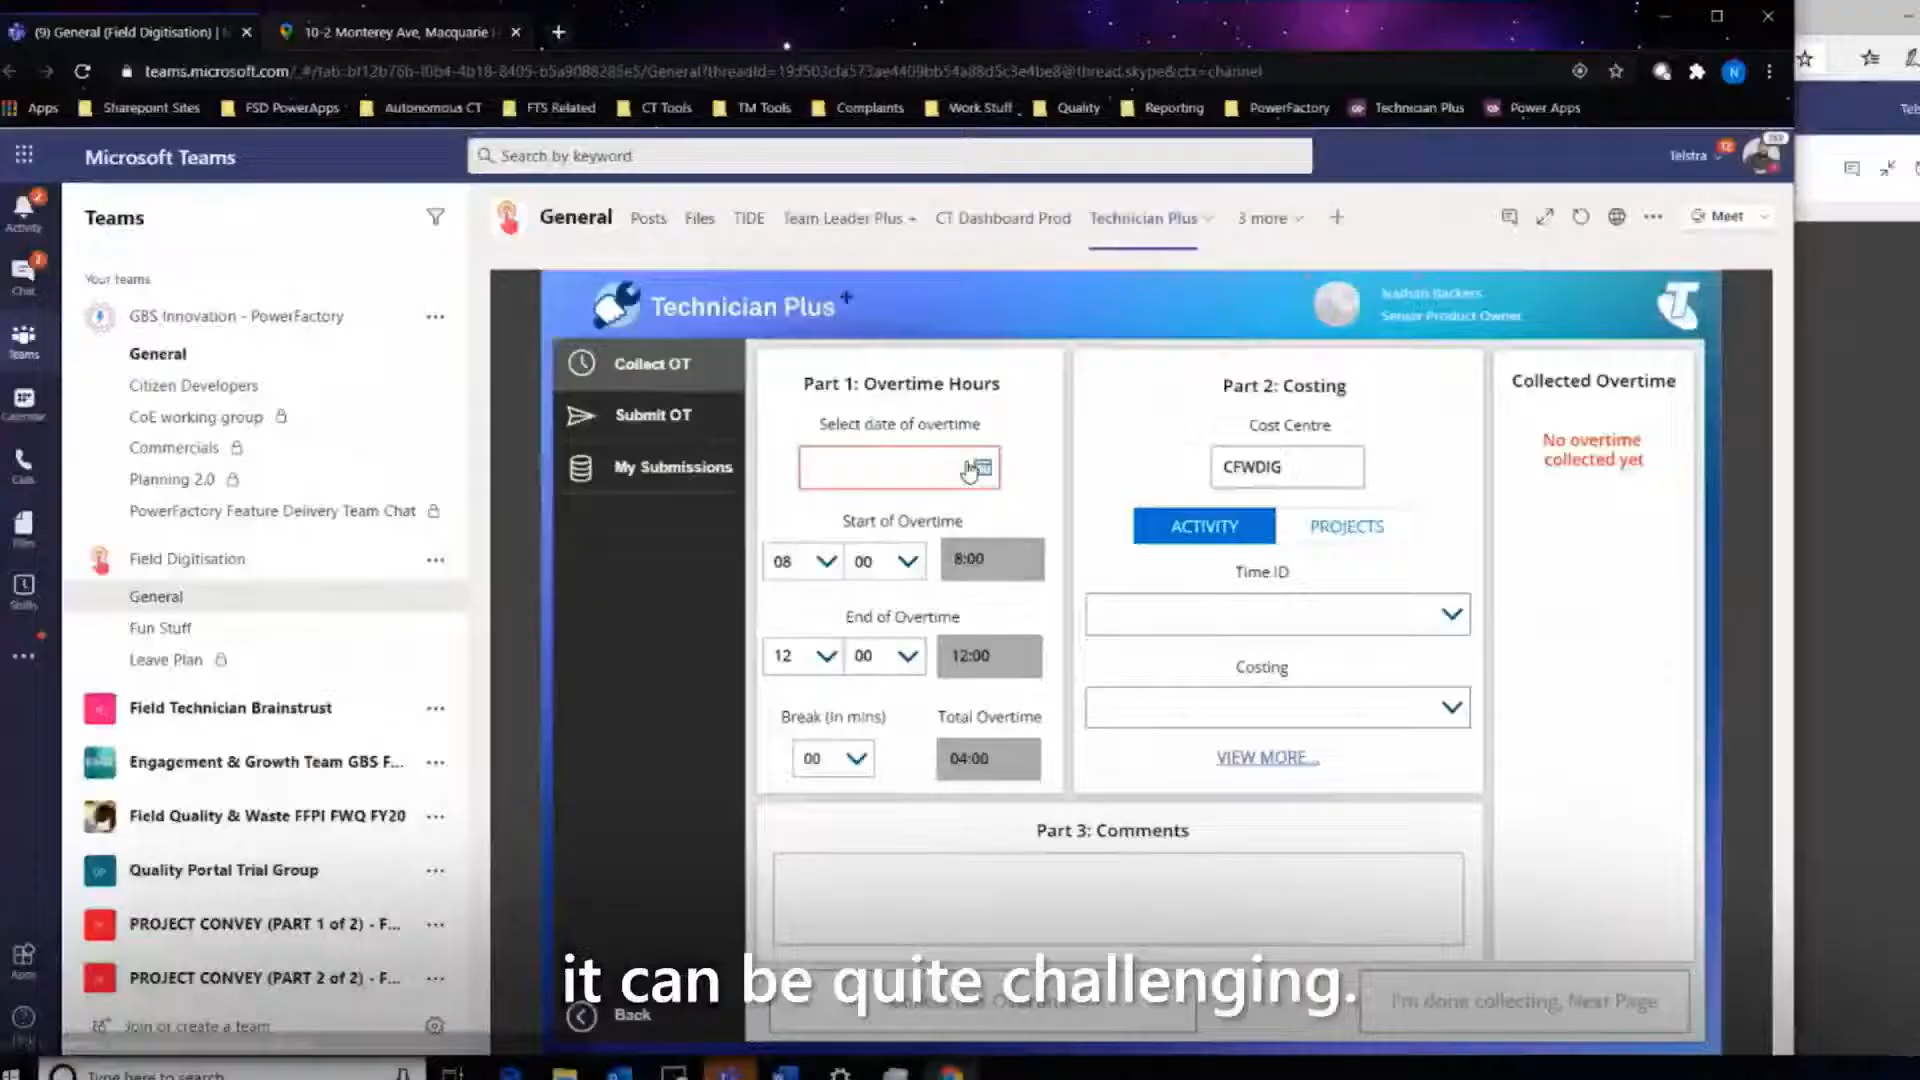 (9) General (Field Digitisation) |
10-2 Monterey Ave, Macquarie
Apps
Sharepoint Sites
FSD PowerApps
Autonomous CT
FTS Related
CT Tools
TM Tools
Complaints
Work Stuff
Quality
Reporting
PowerFactory
Technician Plus
Power Apps
Microsoft Teams
Search by keyword
Telstra
Activity
Chat
Teams
Calendar
Calls
Files
Apps
Teams
Your teams
GBS Innovation - PowerFactory
General
Citizen Developers
CoE working group
Commercials
Planning 2.0
PowerFactory Feature Delivery Team Chat
Field Digitisation
General
Fun Stuff
Leave Plan
Field Technician Brainstrust
Engagement & Growth Team GBS F...
Field Quality & Waste FFPI FWQ FY20
Quality Portal Trial Group
PROJECT CONVEY (PART 1 of 2) - F...
PROJECT CONVEY (PART 2 of 2) - F...
Join or create a team
General
Posts
Files
TIDE
Team Leader Plus
CT Dashboard Prod
Technician Plus
3 more
Meet
Technician Plus+
Senior Product Owner
Collect OT
Submit OT
My Submissions
Back
Part 1: Overtime Hours
Select date of overtime
Start of Overtime
08 00 8:00
End of Overtime
12 00 12:00
Break (in mins) Total Overtime
00 04:00
Part 2: Costing
Cost Centre
CFWDIG
ACTIVITY PROJECTS
Time ID
Costing
VIEW MORE...
Collected Overtime
No overtime
collected yet
Part 3: Comments
I'm done collecting, Next Page
it can be quite challenging.
Type here to search